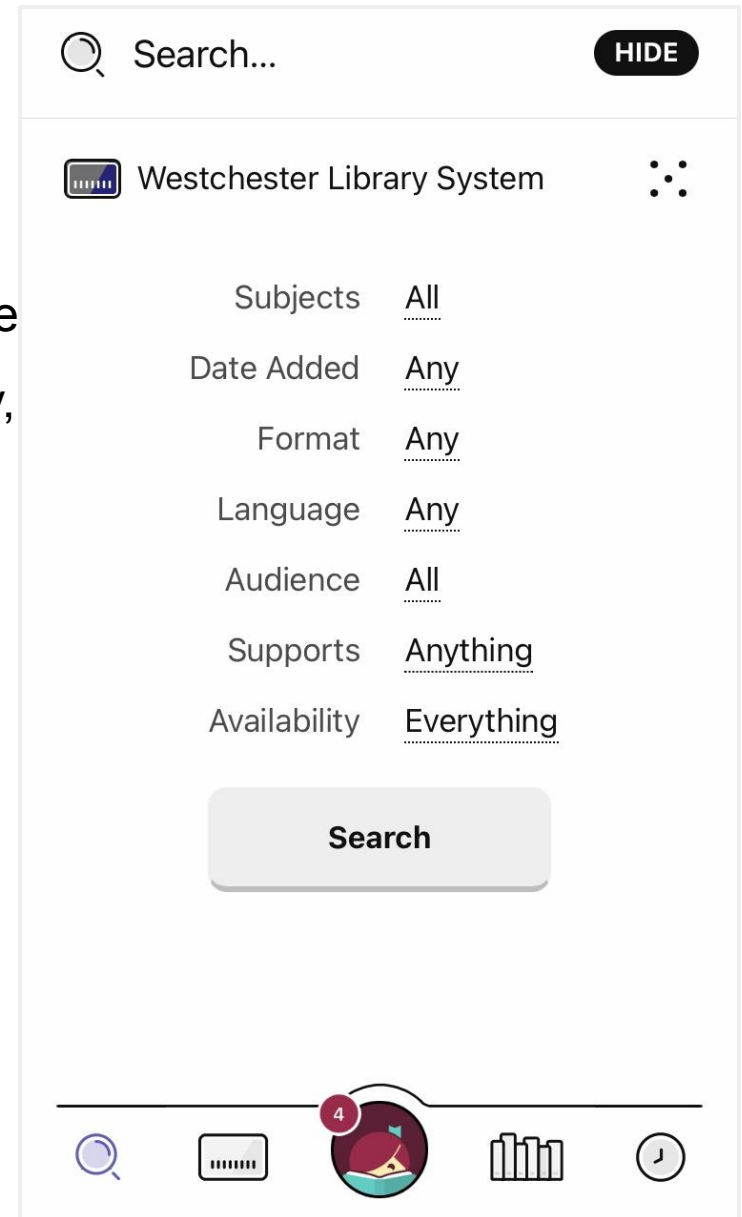 Search...
HIDE
Westchester Library System
Subjects All
e
Date Added Any
y,
Format Any
Language Any
Audience All
Supports Anything
Availability Everything
Search
4